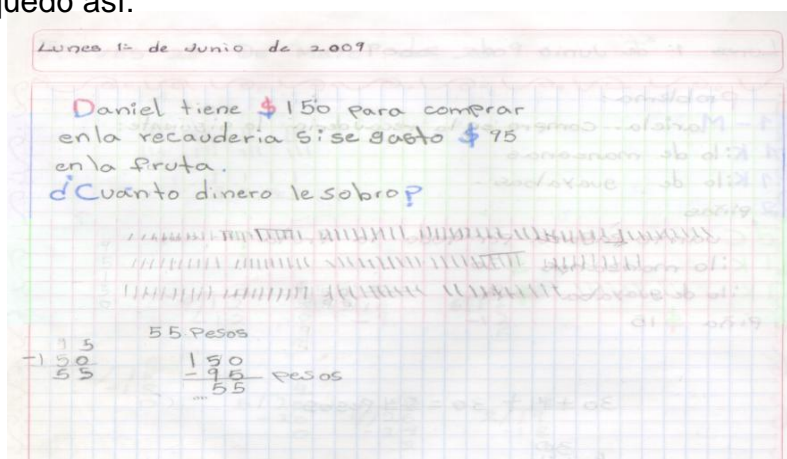 quedó así.
Lunes 1º de Junio de 2009
Daniel tiene $ 150 para comprar
en la recauderia si se gasto $ 95
en la fruta.
¿Cuanto dinero le sobro?
55 Pesos
95
-150
55
150
- 95 Pesos
55